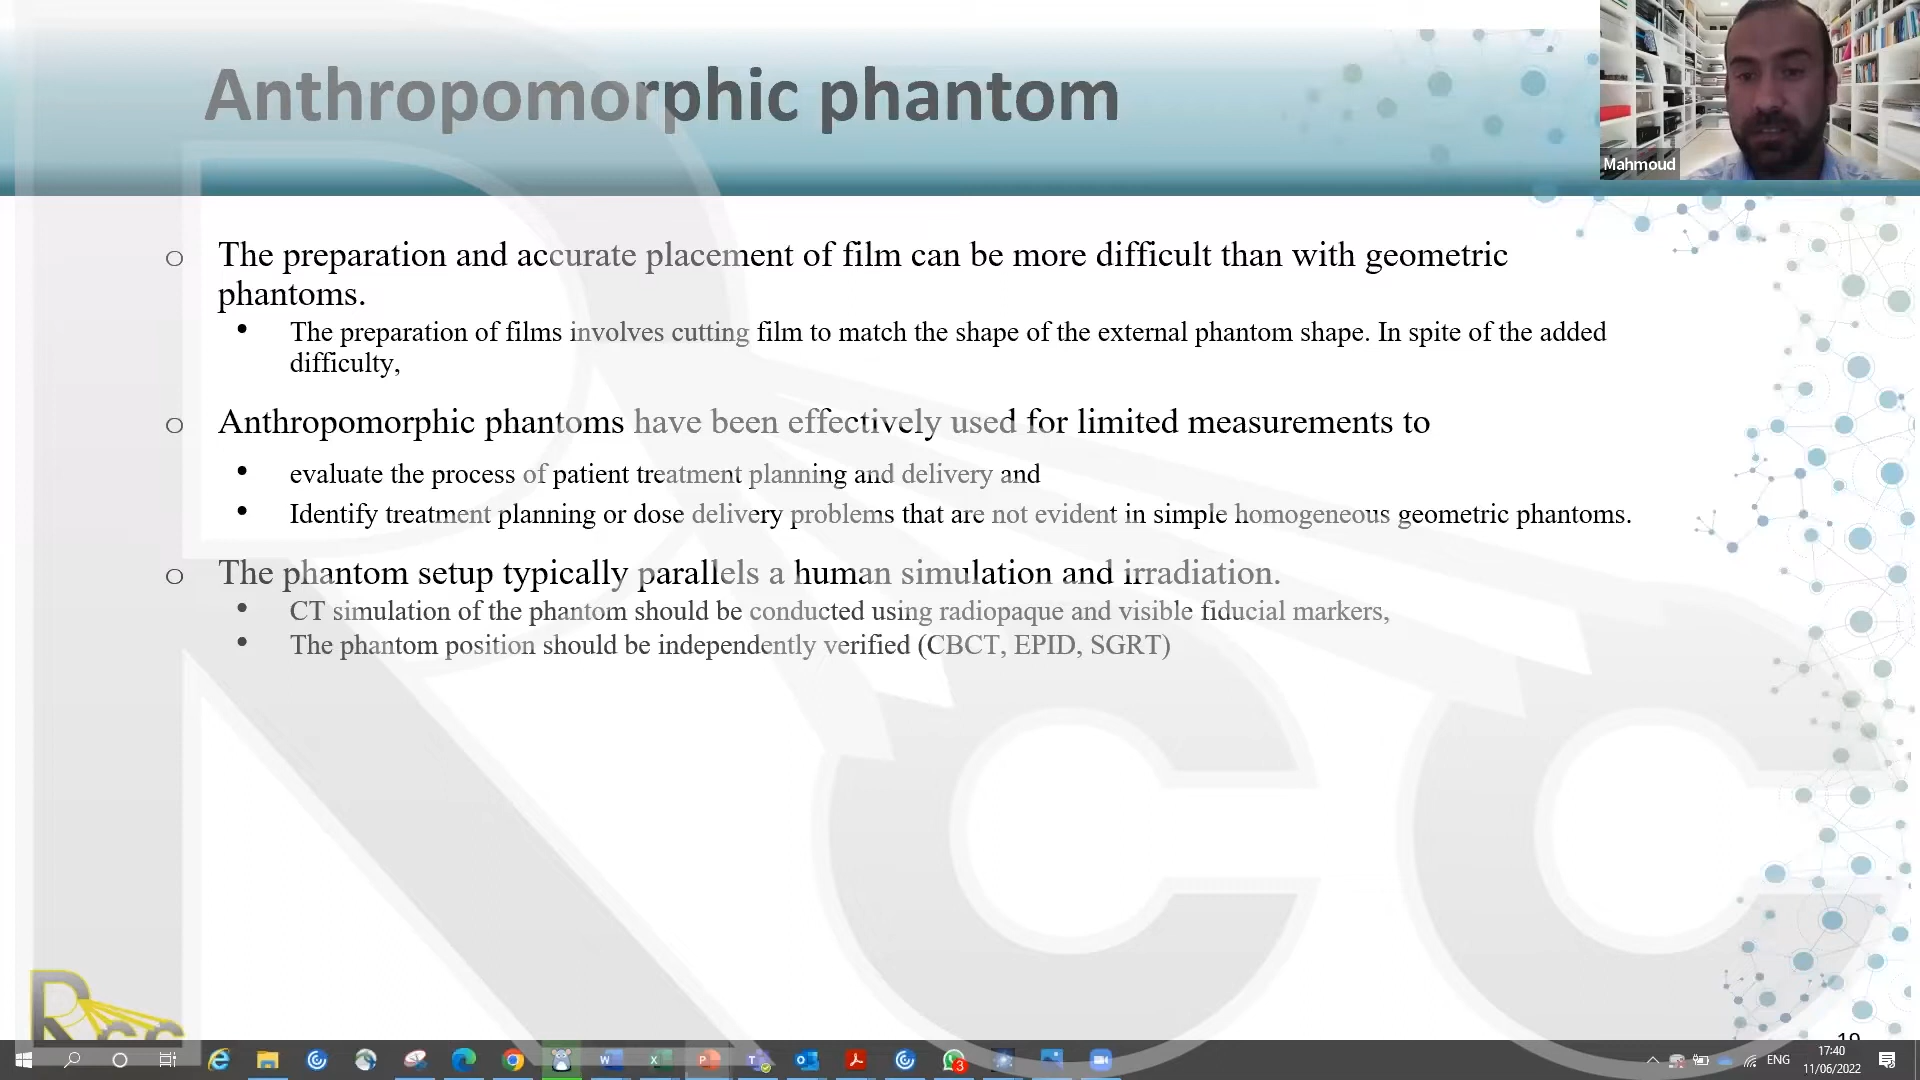 Anthropomorphic phantom
Mahmoud
o The preparation and accurate placement of film can be more difficult than with geometric
phantoms.
• The preparation of films involves cutting film to match the shape of the external phantom shape. In spite of the added
difficulty,
o Anthropomorphic phantoms have been effectively used for limited measurements to
• evaluate the process of patient treatment planning and delivery and
• Identify treatment planning or dose delivery problems that are not evident in simple homogeneous geometric phantoms.
o The phantom setup typically parallels a human simulation and irradiation.
• CT simulation of the phantom should be conducted using radiopaque and visible fiducial markers,
• The phantom position should be independently verified (CBCT, EPID, SGRT)
Rcc
Rcc
3
ENG
17:40
11/06/2022